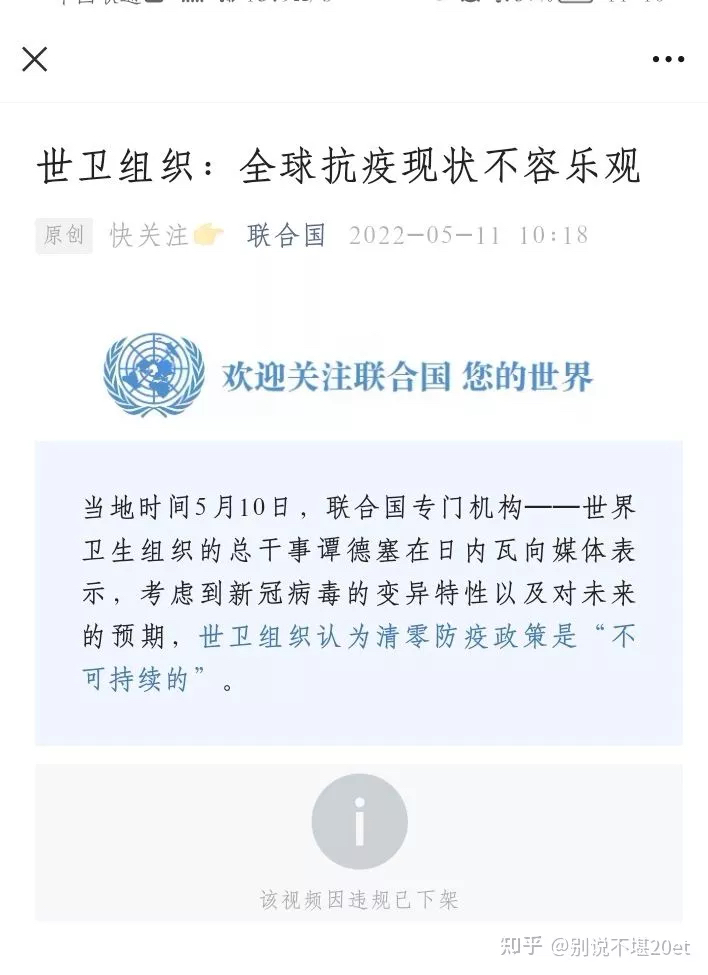 世卫组织：全球抗疫现状不容乐观
原创 快关注👉 联合国 2022-05-11 10:18
欢迎关注联合国 您的世界
当地时间5月10日，联合国专门机构——世界
卫生组织的总干事谭德塞在日内瓦向媒体表
示，考虑到新冠病毒的变异特性以及对未来
的预期，世卫组织认为清零防疫政策是“不
可持续的”。
i
该视频因违规已下架
知乎 @别说不堪20et